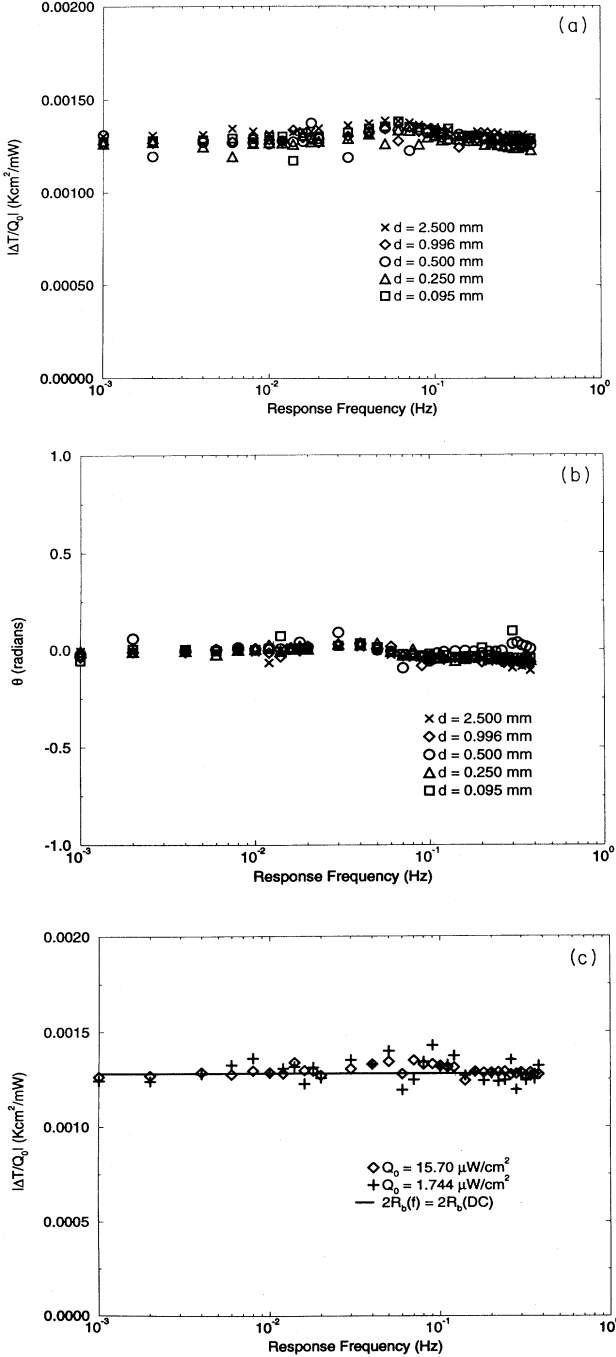 (a)
0.00200
0.00150
0.00100
0.00050
0.00000
|ΔT/Q₀| (Kcm²/mW)
× d = 2.500 mm
◇ d = 0.996 mm
○ d = 0.500 mm
△ d = 0.250 mm
□ d = 0.095 mm
10⁻³ 10⁻² 10⁻¹ 10⁰
Response Frequency (Hz)
(b)
1.0
0.5
0.0
-0.5
-1.0
θ (radians)
× d = 2.500 mm
◇ d = 0.996 mm
○ d = 0.500 mm
△ d = 0.250 mm
□ d = 0.095 mm
10⁻³ 10⁻² 10⁻¹ 10⁰
Response Frequency (Hz)
(c)
0.0020
0.0015
0.0010
0.0005
0.0000
|ΔT/Q₀| (Kcm²/mW)
◇ Q₀ = 15.70 μW/cm²
+ Q₀ = 1.744 μW/cm²
— 2R_b(f) = 2R_b(DC)
10⁻³ 10⁻² 10⁻¹ 10⁰
Response Frequency (Hz)